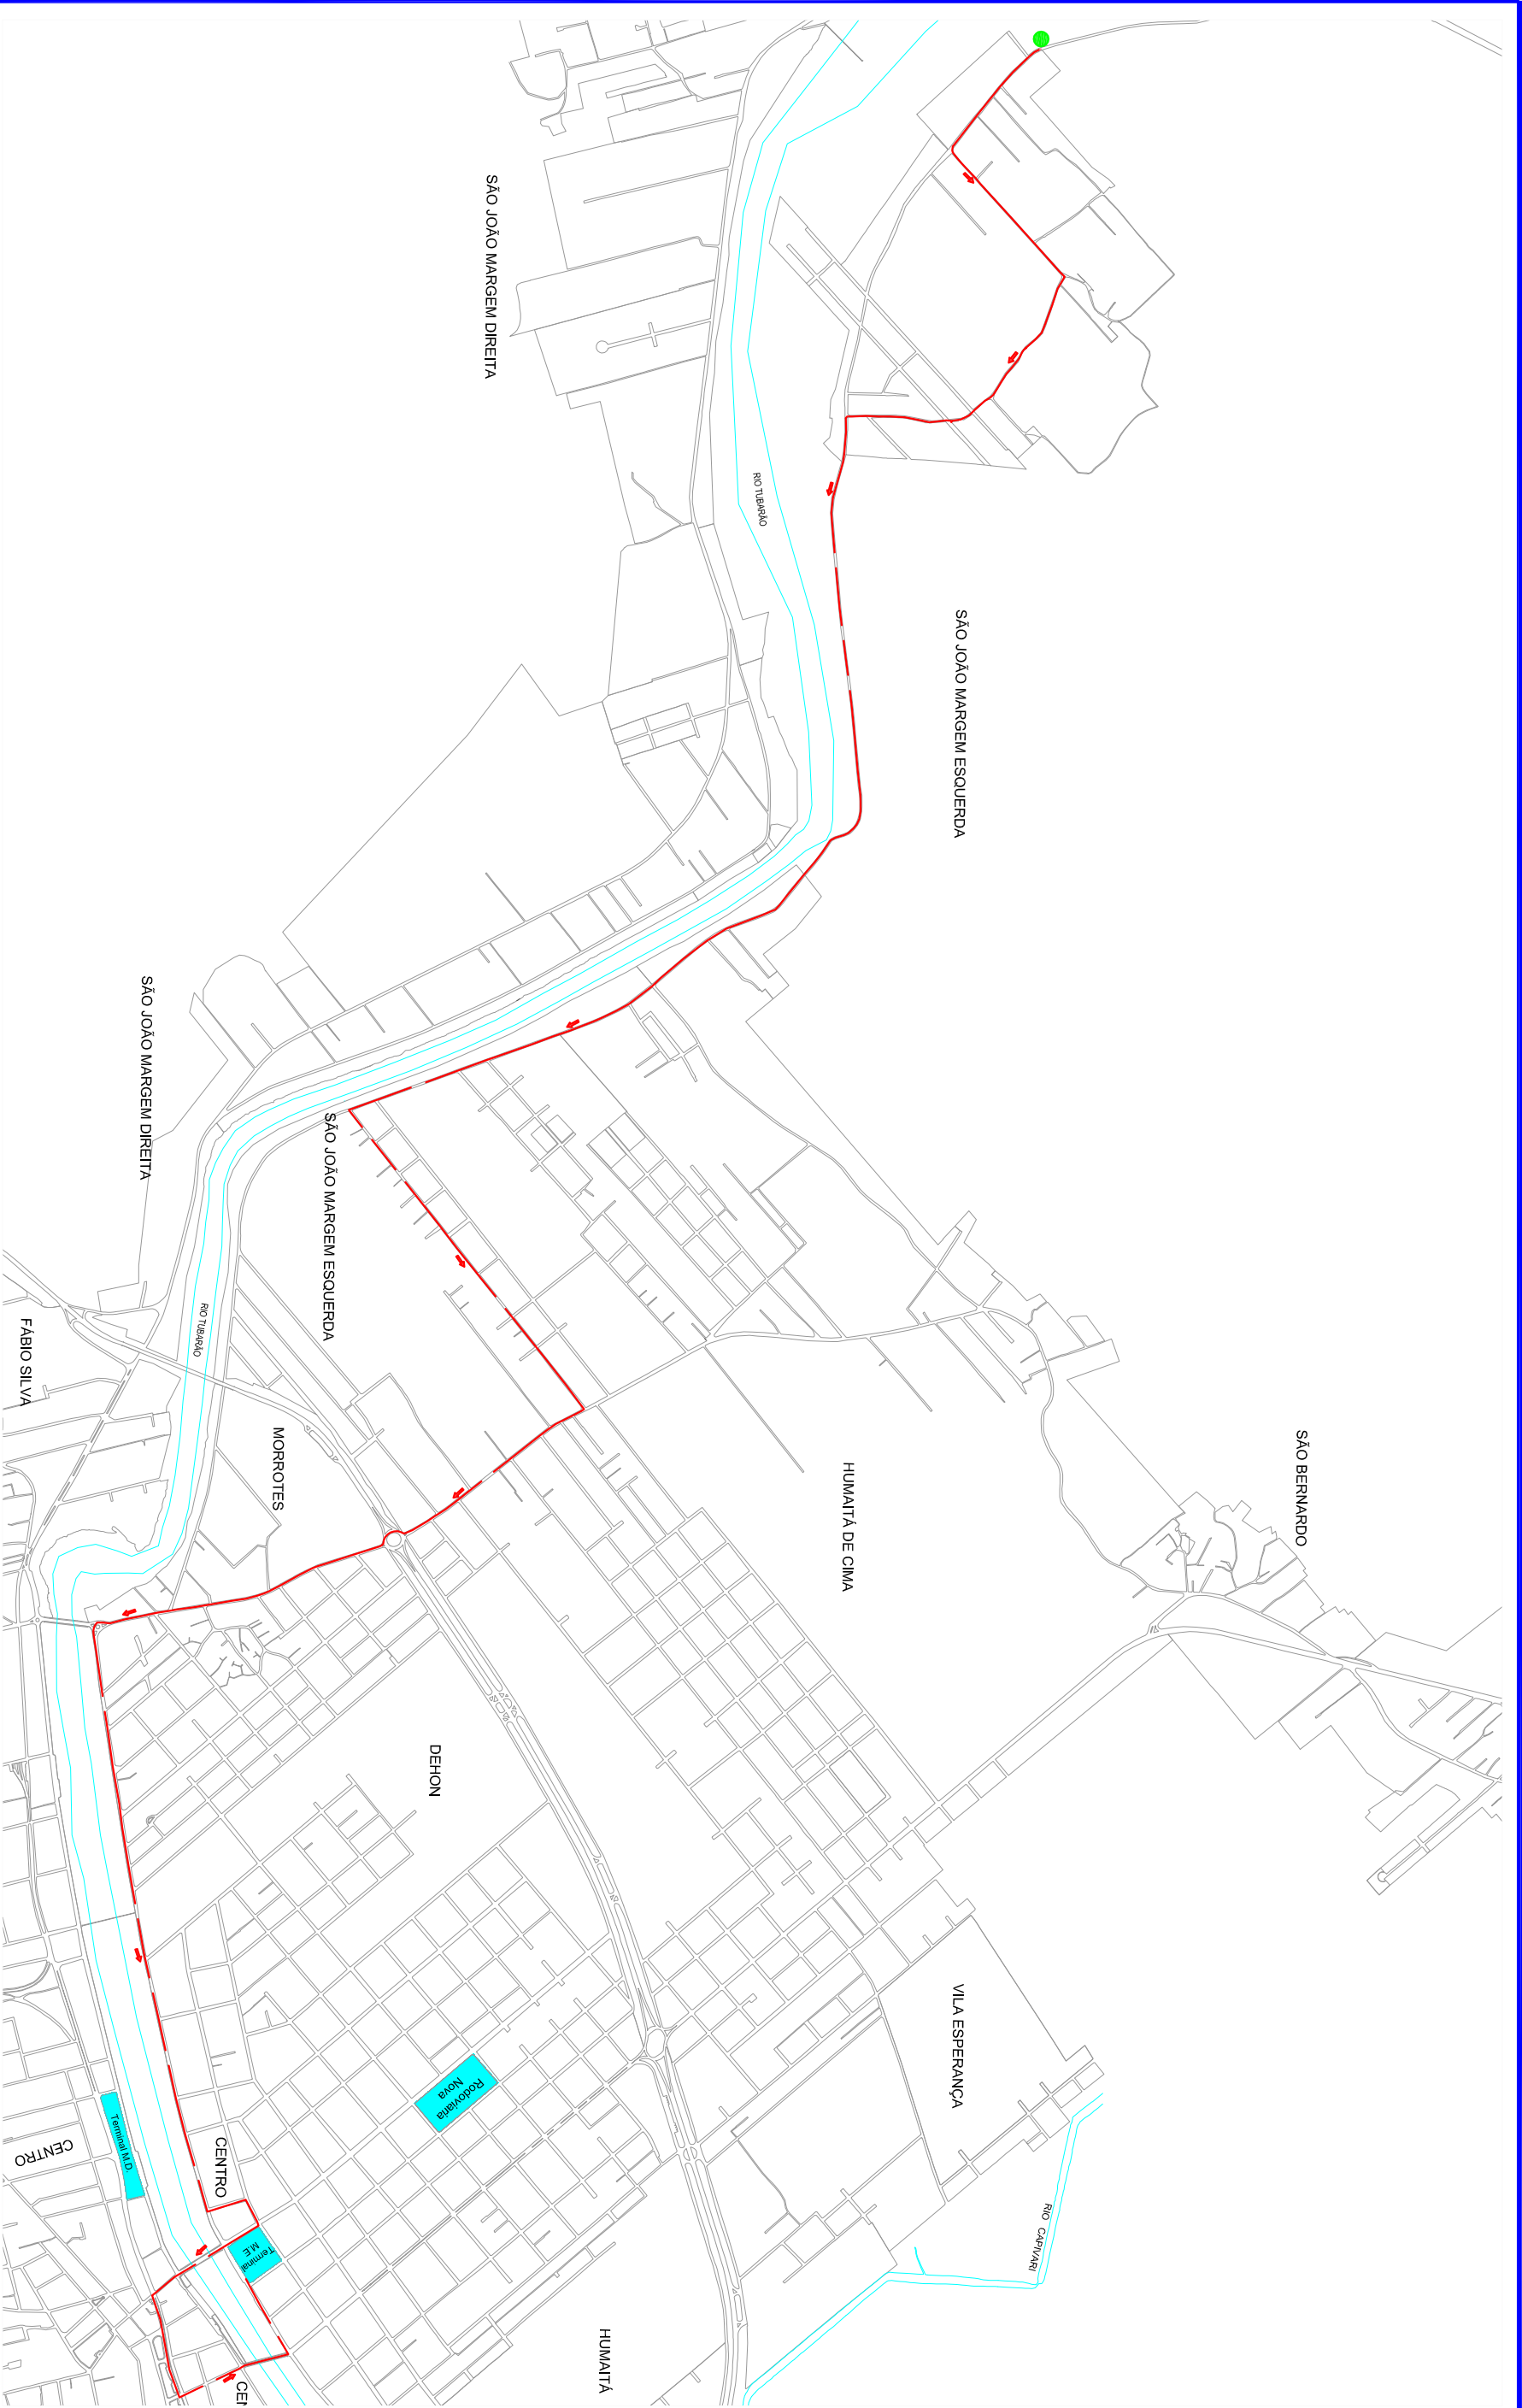 SÃO JOÃO MARGEM DIREITA
RIO TUBARÃO
SÃO JOÃO MARGEM ESQUERDA
SÃO JOÃO MARGEM DIREITA
SÃO JOÃO MARGEM ESQUERDA
RIO TUBARÃO
FÁBIO SILVA
MORROTES
HUMAITÁ DE CIMA
SÃO BERNARDO
DEHON
VILA ESPERANÇA
Rodoviaria
Nova
Terminal M.D.
CENTRO
CENTRO
Terminal
M.E
RIO CAPIVARI
HUMAITÁ
CEN